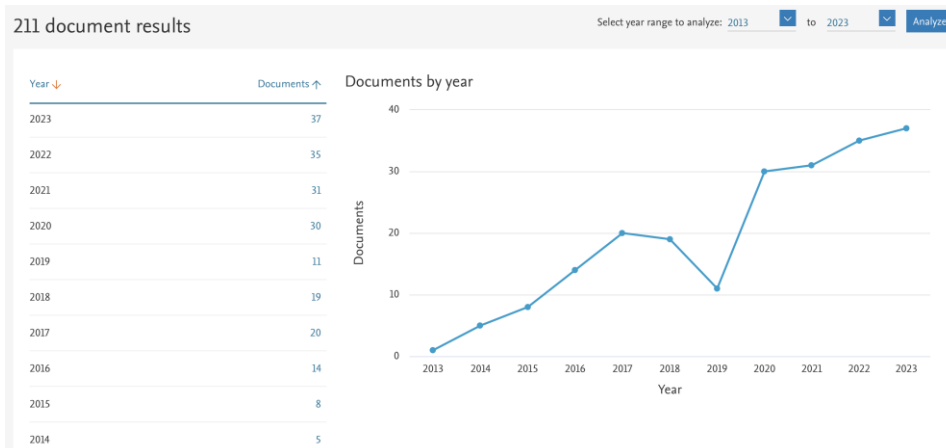 211 document results
Select year range to analyze: 2013 to 2023 Analyze
Year ↓ Documents ↑
2023 37
2022 35
2021 31
2020 30
2019 11
2018 19
2017 20
2016 14
2015 8
2014 5
Documents by year
40
30
20
10
0
Documents
2013 2014 2015 2016 2017 2018 2019 2020 2021 2022 2023
Year